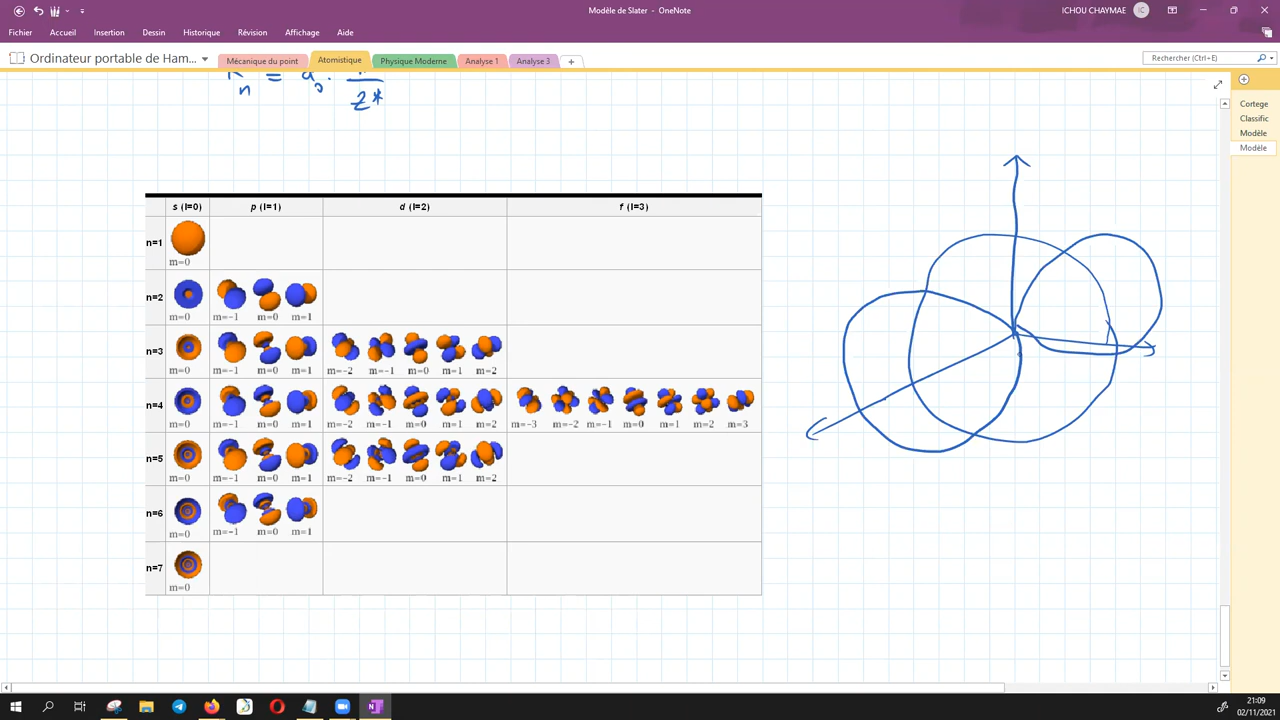 Modèle de Slater - OneNote
ICHOU CHAYMAE
IC
Fichier Accueil Insertion Dessin Historique Révision Affichage Aide
Ordinateur portable de Ham...
Mécanique du point Atomistique Physique Moderne Analyse 1 Analyse 3
Rechercher (Ctrl+E)
Cortege
Classific
Modèle
Modèle
n = a0 .
Z*
s (l=0) p (l=1) d (l=2) f (l=3)
n=1
m=0
n=2
m=0 m=-1 m=0 m=1
n=3
m=0 m=-1 m=0 m=1 m=-2 m=-1 m=0 m=1 m=2
n=4
m=0 m=-1 m=0 m=1 m=-2 m=-1 m=0 m=1 m=2 m=-3 m=-2 m=-1 m=0 m=1 m=2 m=3
n=5
m=0 m=-1 m=0 m=1 m=-2 m=-1 m=0 m=1 m=2
n=6
m=0 m=-1 m=0 m=1
n=7
m=0
21:09
02/11/2021